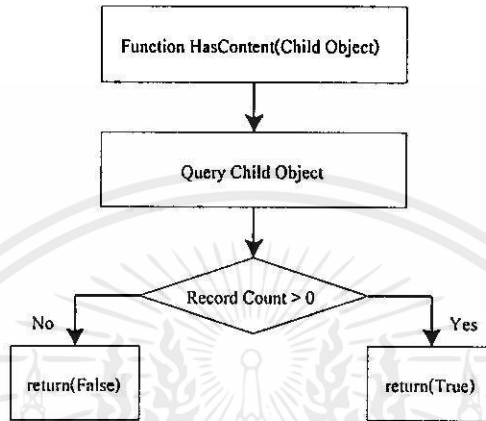 Function HasContent(Child Object)
Query Child Object
Record Count > 0
No
Yes
return(False)
return(True)